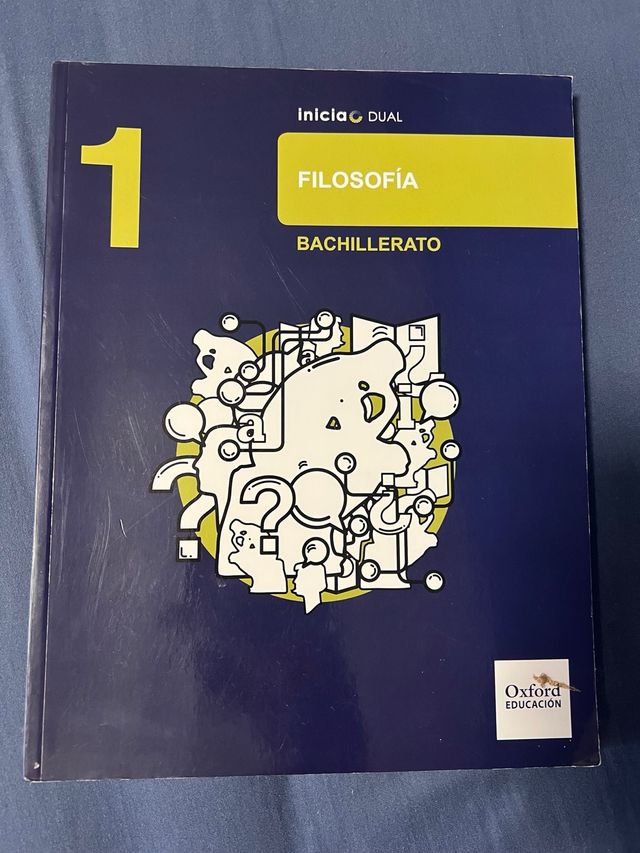 1
inicia DUAL
FILOSOFÍA
BACHILLERATO
a
a
?
Oxford
EDUCACIÓN